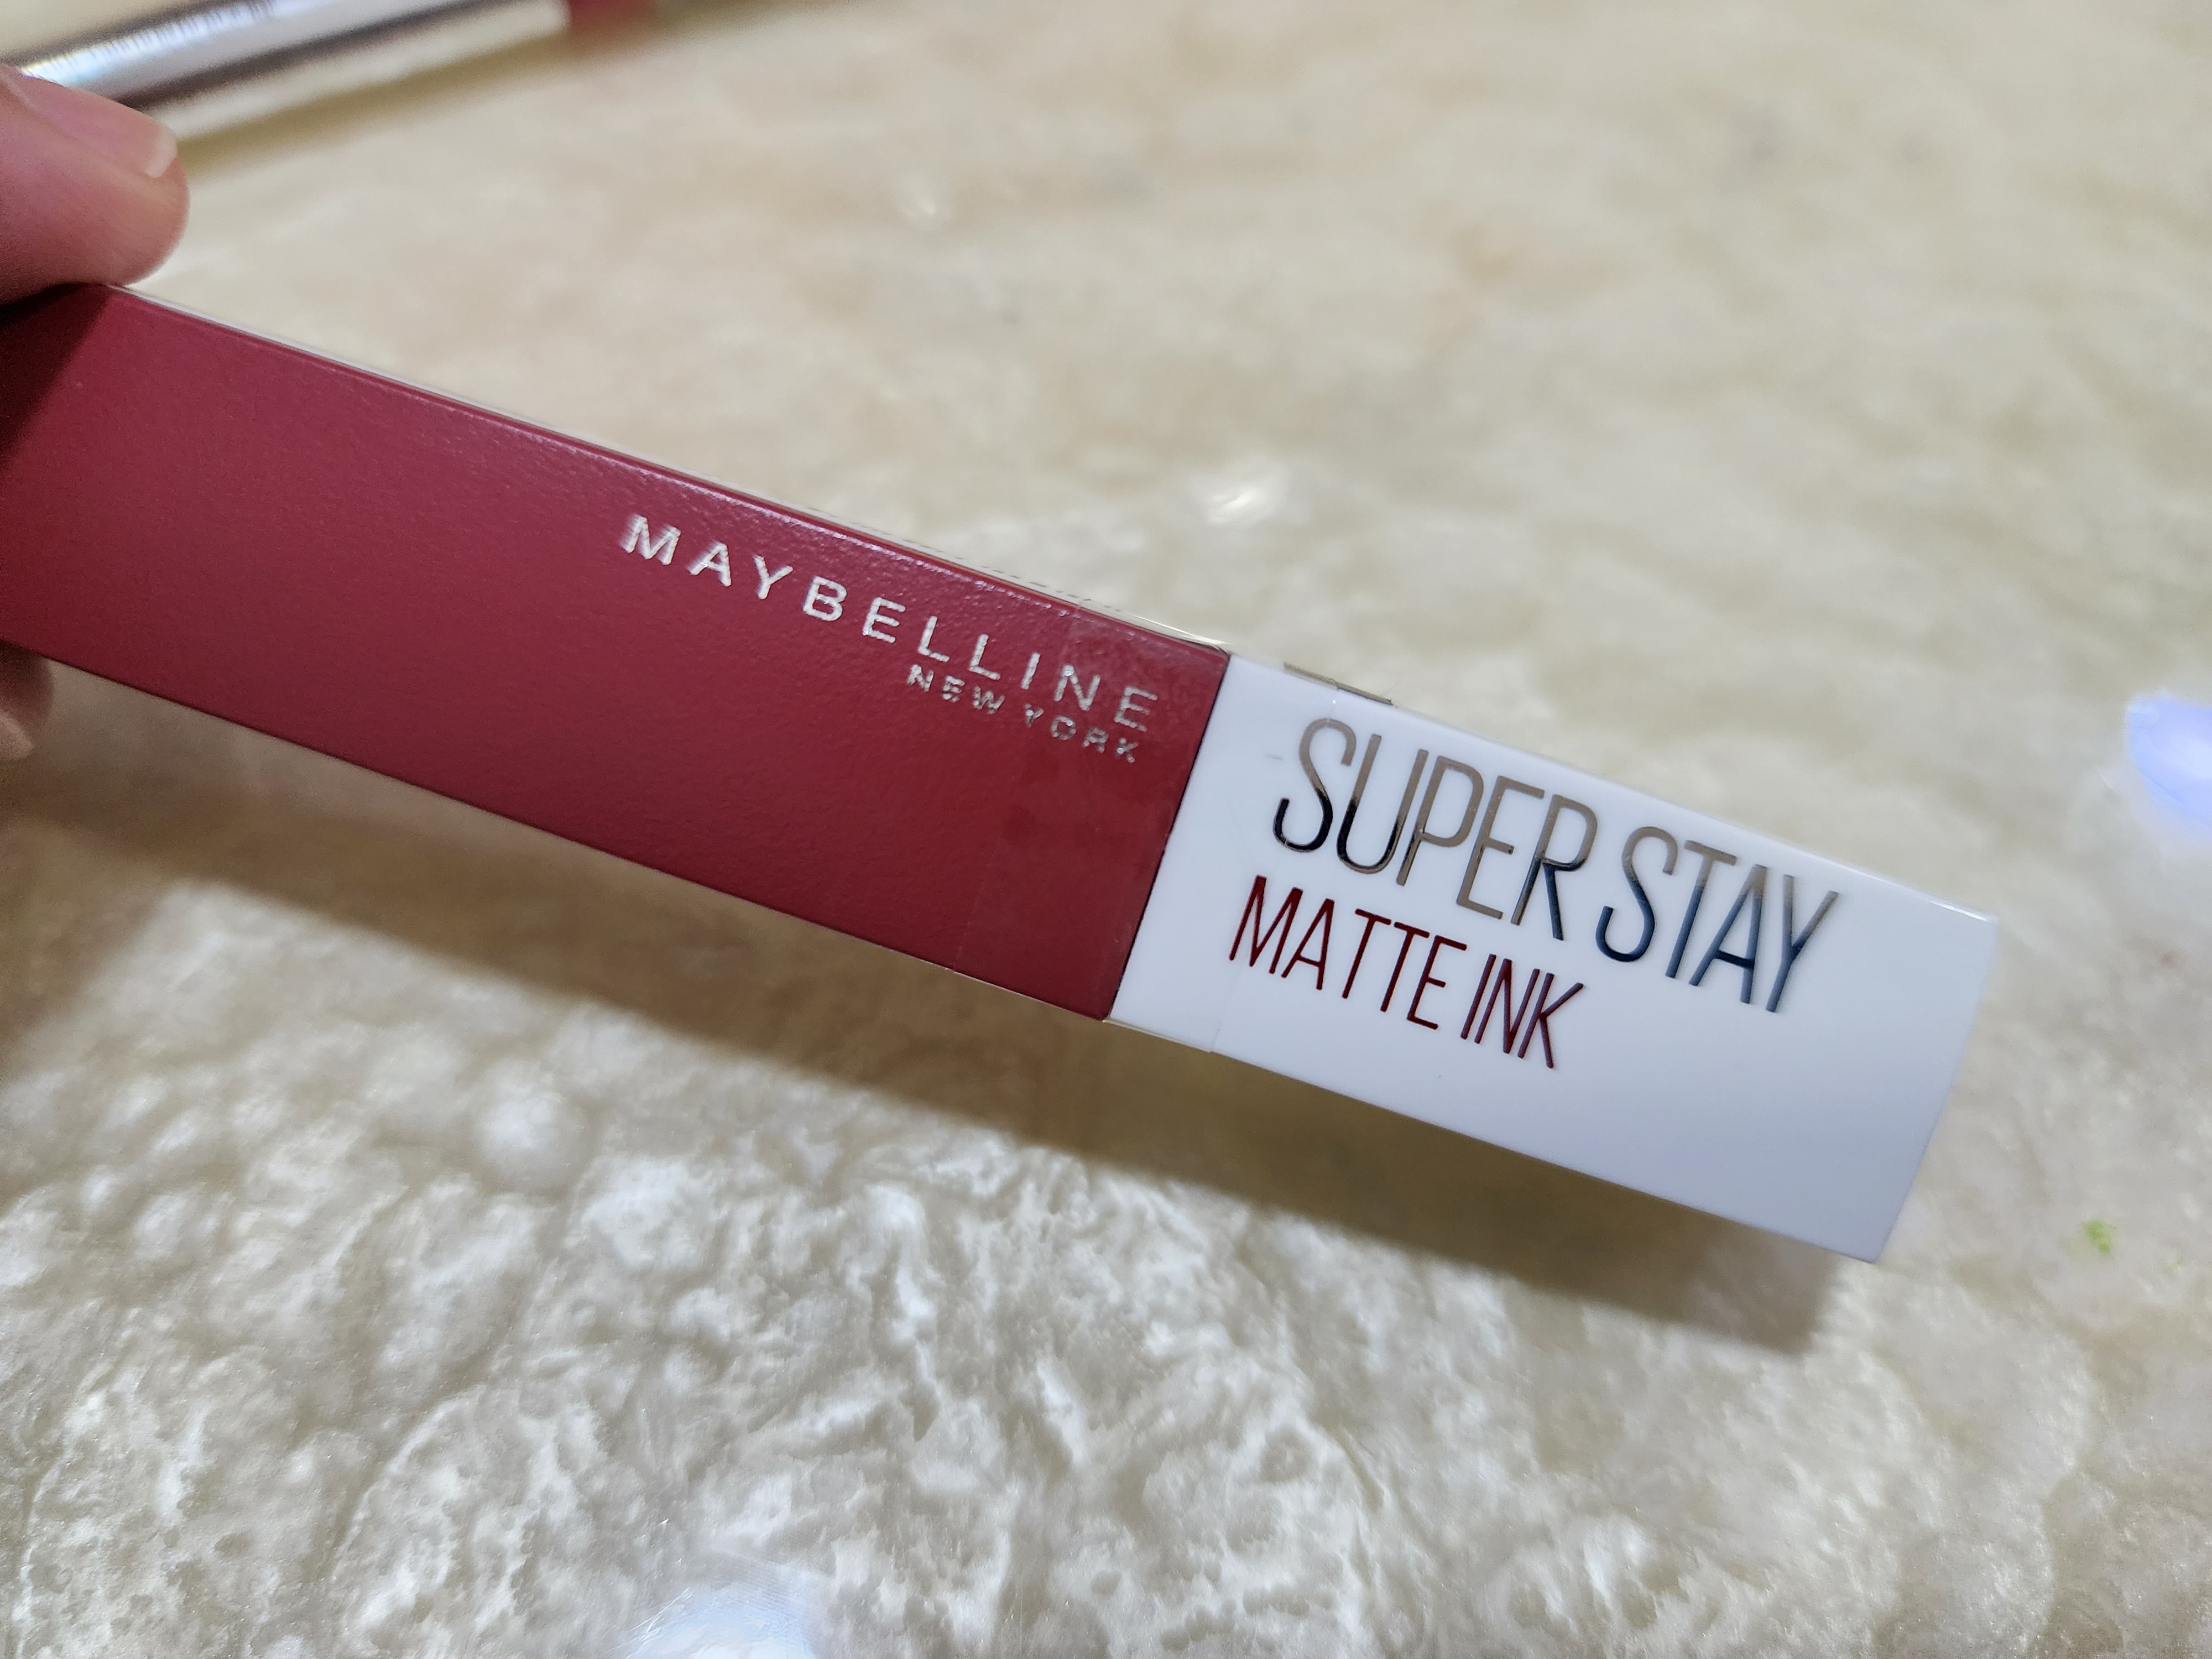 MAYBELLINE
NEW YORK
SUPER STAY
MATTE INK